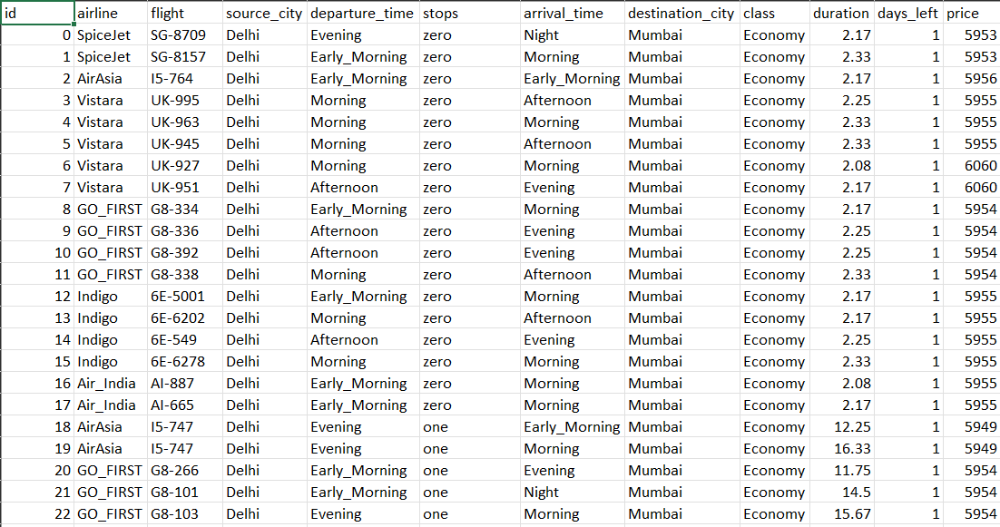 id airline flight source_city departure_time stops arrival_time destination_city class duration days_left price
0 SpiceJet SG-8709 Delhi Evening zero Night Mumbai Economy 2.17 1 5953
1 SpiceJet SG-8157 Delhi Early_Morning zero Morning Mumbai Economy 2.33 1 5953
2 AirAsia I5-764 Delhi Early_Morning zero Early_Morning Mumbai Economy 2.17 1 5956
3 Vistara UK-995 Delhi Morning zero Afternoon Mumbai Economy 2.25 1 5955
4 Vistara UK-963 Delhi Morning zero Morning Mumbai Economy 2.33 1 5955
5 Vistara UK-945 Delhi Morning zero Afternoon Mumbai Economy 2.33 1 5955
6 Vistara UK-927 Delhi Morning zero Morning Mumbai Economy 2.08 1 6060
7 Vistara UK-951 Delhi Afternoon zero Evening Mumbai Economy 2.17 1 6060
8 GO_FIRST G8-334 Delhi Early_Morning zero Morning Mumbai Economy 2.17 1 5954
9 GO_FIRST G8-336 Delhi Afternoon zero Evening Mumbai Economy 2.25 1 5954
10 GO_FIRST G8-392 Delhi Afternoon zero Evening Mumbai Economy 2.25 1 5954
11 GO_FIRST G8-338 Delhi Morning zero Afternoon Mumbai Economy 2.33 1 5954
12 Indigo 6E-5001 Delhi Early_Morning zero Morning Mumbai Economy 2.17 1 5955
13 Indigo 6E-6202 Delhi Morning zero Afternoon Mumbai Economy 2.17 1 5955
14 Indigo 6E-549 Delhi Afternoon zero Evening Mumbai Economy 2.25 1 5955
15 Indigo 6E-6278 Delhi Morning zero Morning Mumbai Economy 2.33 1 5955
16 Air_India AI-887 Delhi Early_Morning zero Morning Mumbai Economy 2.08 1 5955
17 Air_India AI-665 Delhi Early_Morning zero Morning Mumbai Economy 2.17 1 5955
18 AirAsia I5-747 Delhi Evening one Early_Morning Mumbai Economy 12.25 1 5949
19 AirAsia I5-747 Delhi Evening one Morning Mumbai Economy 16.33 1 5949
20 GO_FIRST G8-266 Delhi Early_Morning one Evening Mumbai Economy 11.75 1 5954
21 GO_FIRST G8-101 Delhi Early_Morning one Night Mumbai Economy 14.5 1 5954
22 GO_FIRST G8-103 Delhi Evening one Morning Mumbai Economy 15.67 1 5954